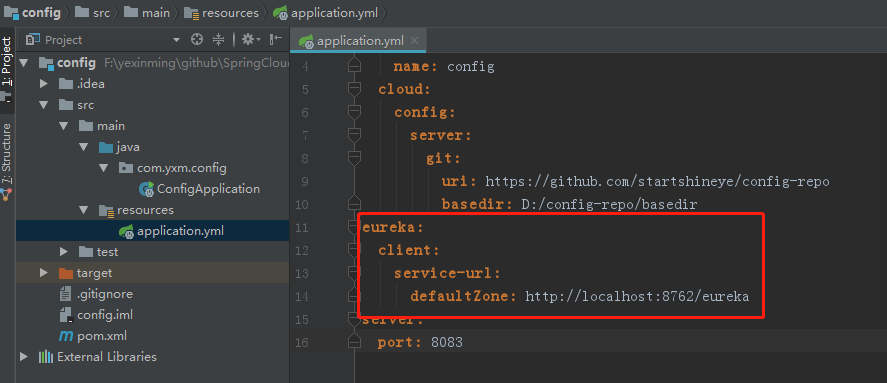 config src main resources application.yml
Project
application.yml
1: Project
7: Structure
config F:\yexinming\github\SpringCloud
.idea
src
main
java
com.yxm.config
ConfigApplication
resources
application.yml
test
target
.gitignore
config.iml
pom.xml
External Libraries
4 name: config
5 cloud:
6 config:
7 server:
8 git:
9 uri: https://github.com/startshineye/config-repo
10 basedir: D:/config-repo/basedir
11 eureka:
12 client:
13 service-url:
14 defaultZone: http://localhost:8762/eureka
15 server:
16 port: 8083